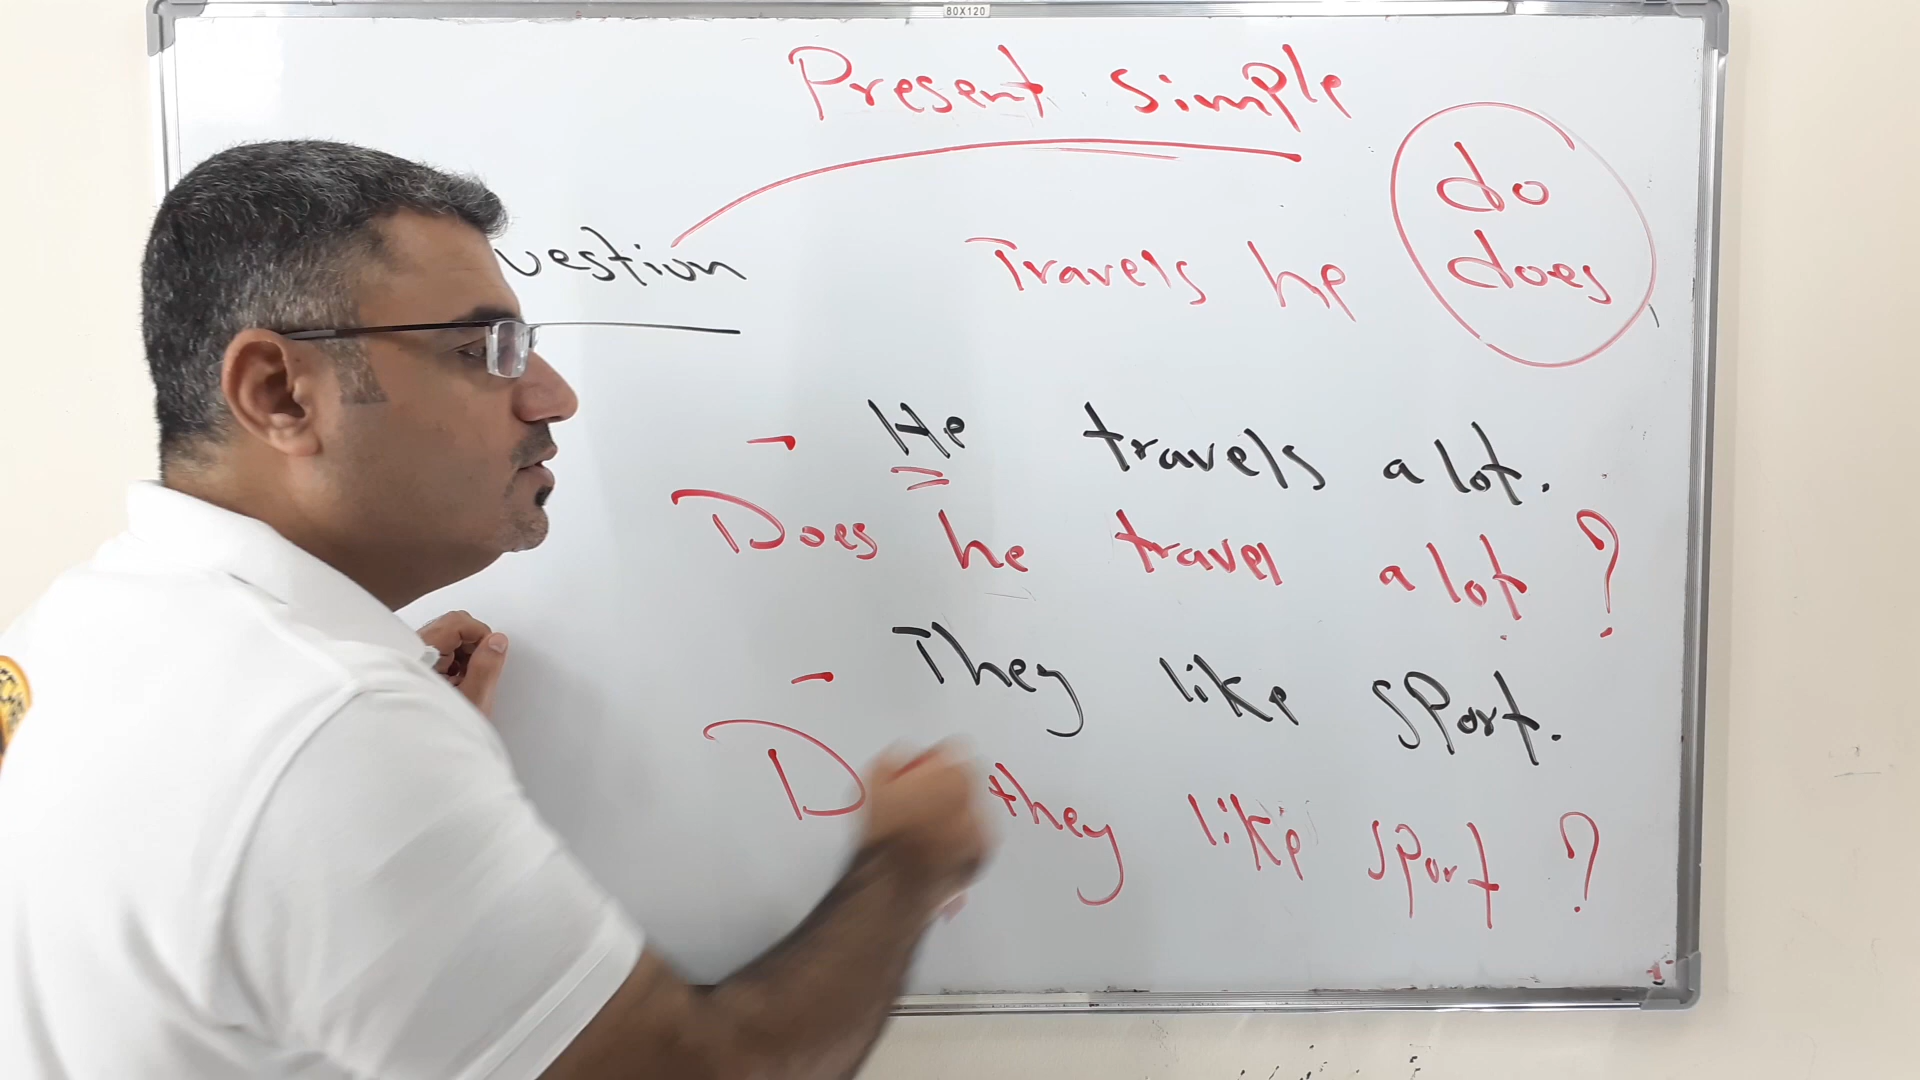 80X120
Present Simple
do
does
uestion
Travels he
- He travels a lot.
Does he travel a lot ?
- They like sport.
D they like sport ?